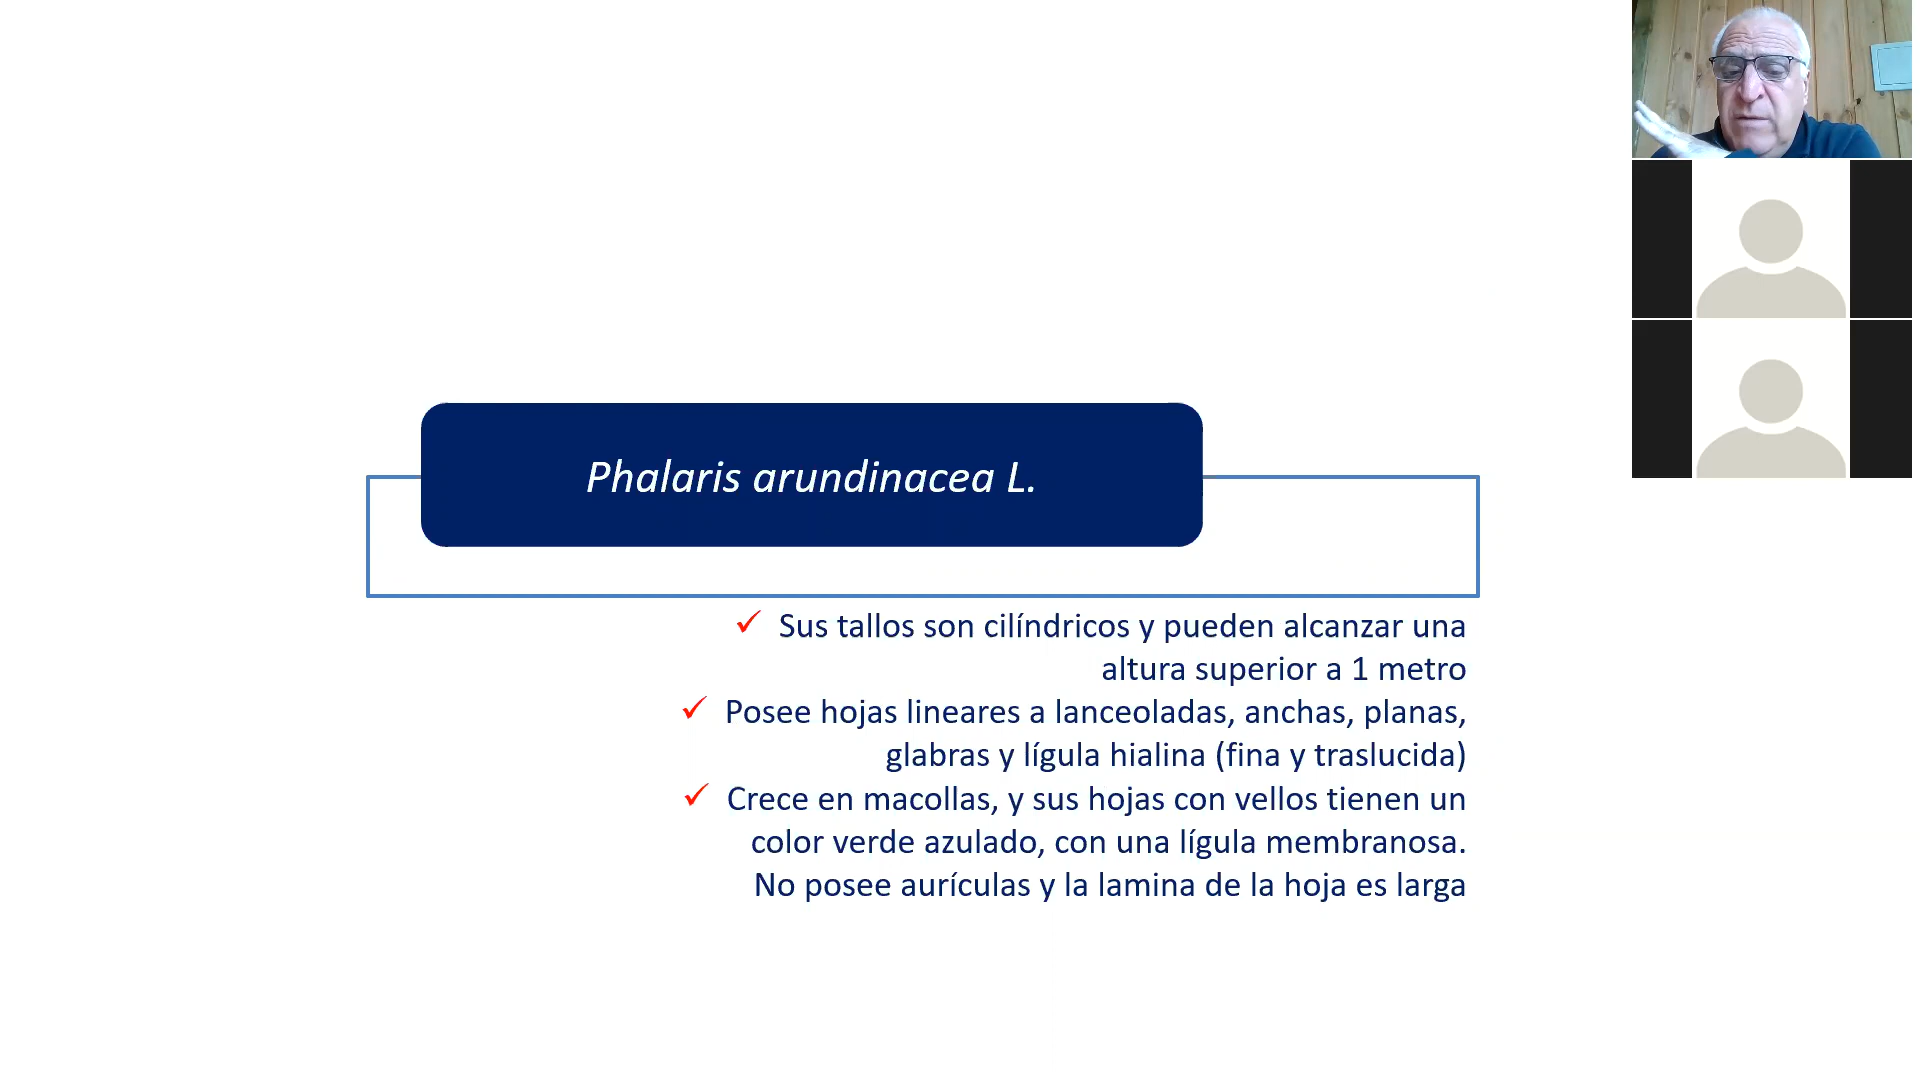 Phalaris arundinacea L.
✓ Sus tallos son cilíndricos y pueden alcanzar una
altura superior a 1 metro
✓ Posee hojas lineares a lanceoladas, anchas, planas,
glabras y lígula hialina (fina y traslucida)
✓ Crece en macollas, y sus hojas con vellos tienen un
color verde azulado, con una lígula membranosa.
No posee aurículas y la lamina de la hoja es larga